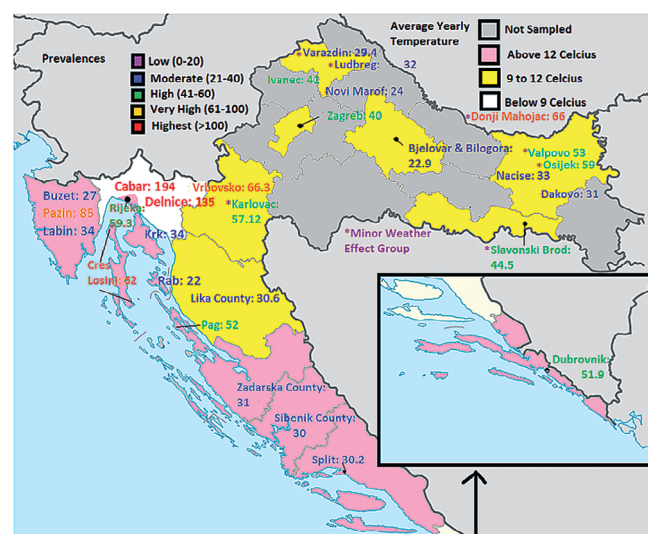 Prevalences
Low (0-20)
Moderate (21-40)
High (41-60)
Very High (61-100)
Highest (>100)
Average Yearly
Temperature
Not Sampled
Above 12 Celcius
9 to 12 Celcius
Below 9 Celcius
*Varazdin: 29.4
*Ludbreg: 32
Ivanec: 41
Novi Marof: 24
Zagreb: 40
*Donji Mahojac: 66
Bjelovar & Bilogora:
22.9
*Valpovo 53
*Osijek: 59
Nacise: 33
Dakovo: 31
Cabar: 194
Vrbovsko: 66.3
Delnice: 135
*Karlovac:
57.12
Buzet: 27
Pazin: 85
Labin: 34
Rijeka:
59.3
Krk: 34
*Minor Weather
Effect Group
*Slavonski Brod:
44.5
Cres
Losinj: 62
Rab: 22
Lika County: 30.6
Pag: 52
Dubrovnik:
51.9
Zadarska County:
31
Sibenik County:
30
Split: 30.2